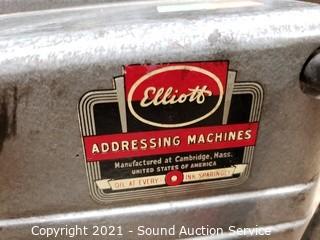 Elliott
ADDRESSING MACHINES
Manufactured at Cambridge, Mass.
UNITED STATES OF AMERICA
OIL AT EVERY INK SPARINGLY
Copyright 2021 - Sound Auction Service